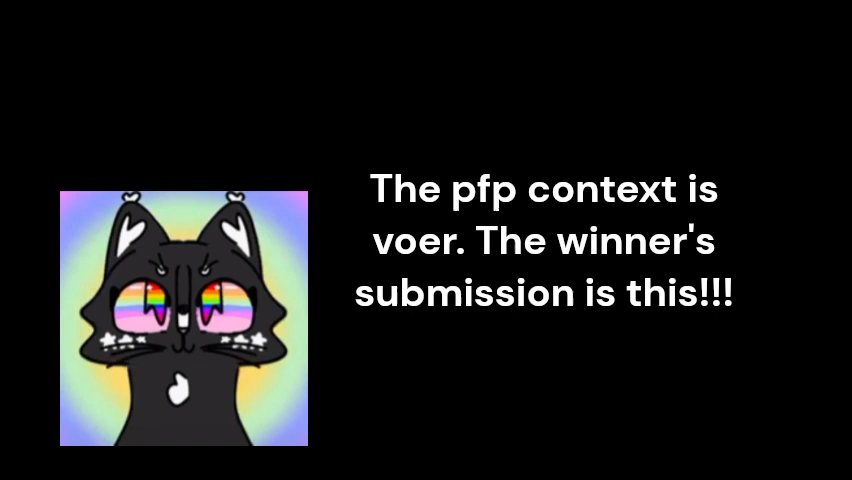 The pfp context is
voer. The winner's
submission is this!!!